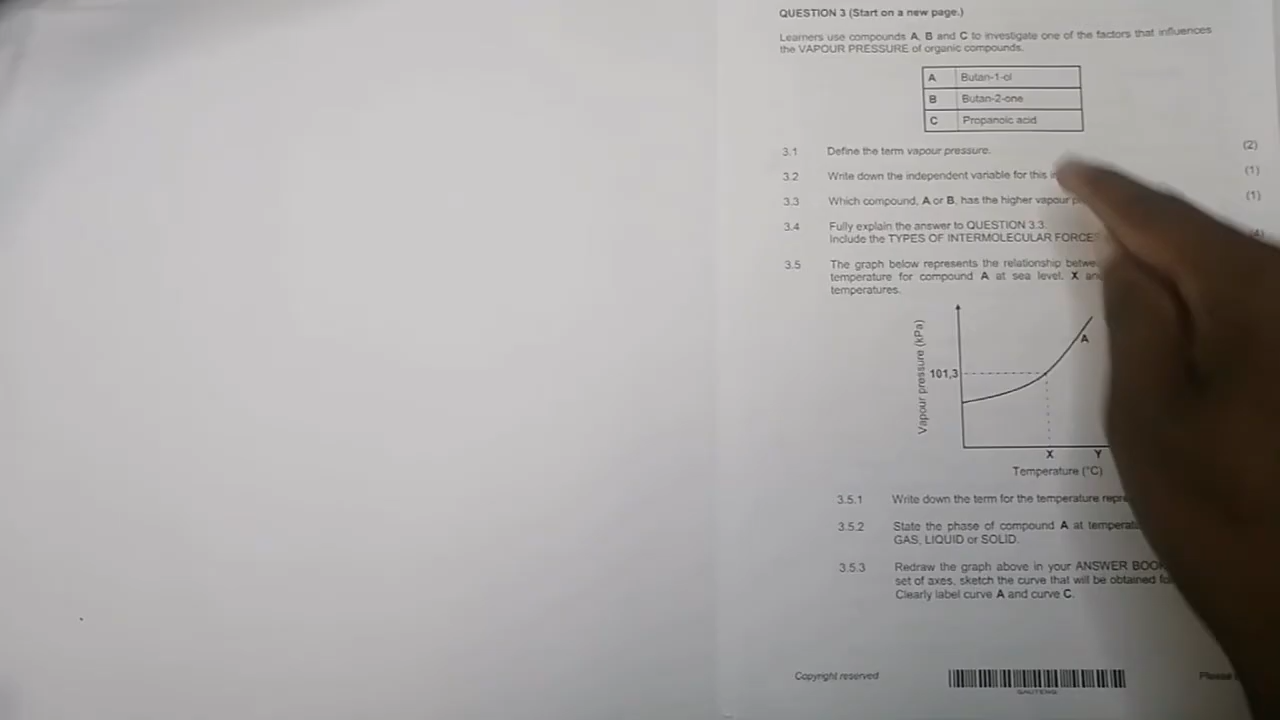 QUESTION 3 (Start on a new page.)
Learners use compounds A, B and C to investigate one of the factors that influences
the VAPOUR PRESSURE of organic compounds.
A Butan-1-ol
B Butan-2-one
C Propanoic acid
3.1 Define the term vapour pressure. (2)
3.2 Write down the independent variable for this (1)
3.3 Which compound, A or B, has the higher vapour (1)
3.4 Fully explain the answer to QUESTION 3.3.
Include the TYPES OF INTERMOLECULAR FORCES (4)
3.5 The graph below represents the relationship
temperature for compound A at sea level. X
temperatures.
Vapour pressure (kPa)
101,3
A
X Y
Temperature (°C)
3.5.1 Write down the term for the temperature
3.5.2 State the phase of compound A at
GAS, LIQUID or SOLID.
3.5.3 Redraw the graph above in your ANSWER
set of axes, sketch the curve that will be obtained
Clearly label curve A and curve C.
Copyright reserved
GAUTENG
Please